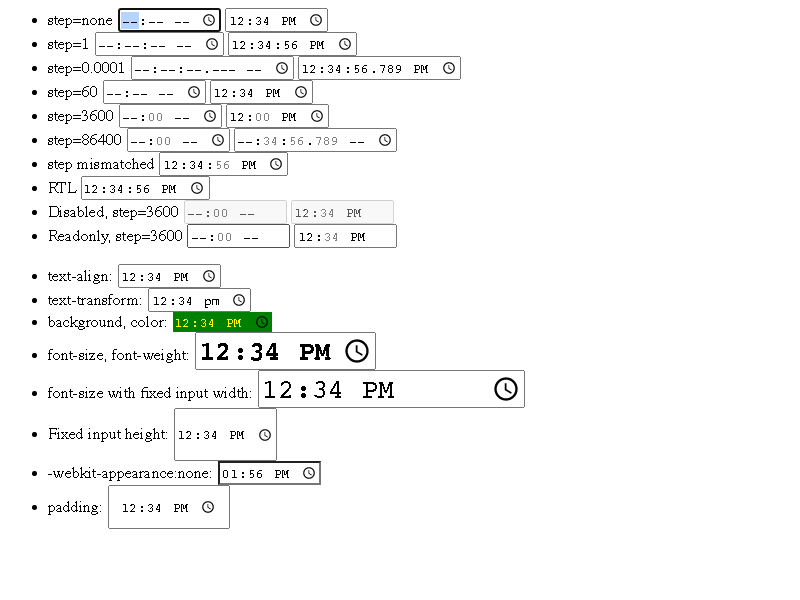 step=none --:-- -- 12:34 PM
step=1 --:--:-- -- 12:34:56 PM
step=0.0001 --:--:--.--- -- 12:34:56.789 PM
step=60 --:-- -- 12:34 PM
step=3600 --:00 -- 12:00 PM
step=86400 --:00 -- --:34:56.789 --
step mismatched 12:34:56 PM
RTL 12:34:56 PM
Disabled, step=3600 --:00 -- 12:34 PM
Readonly, step=3600 --:00 -- 12:34 PM
text-align: 12:34 PM
text-transform: 12:34 pm
background, color: 12:34 PM
font-size, font-weight: 12:34 PM
font-size with fixed input width: 12:34 PM
Fixed input height: 12:34 PM
-webkit-appearance:none: 01:56 PM
padding: 12:34 PM